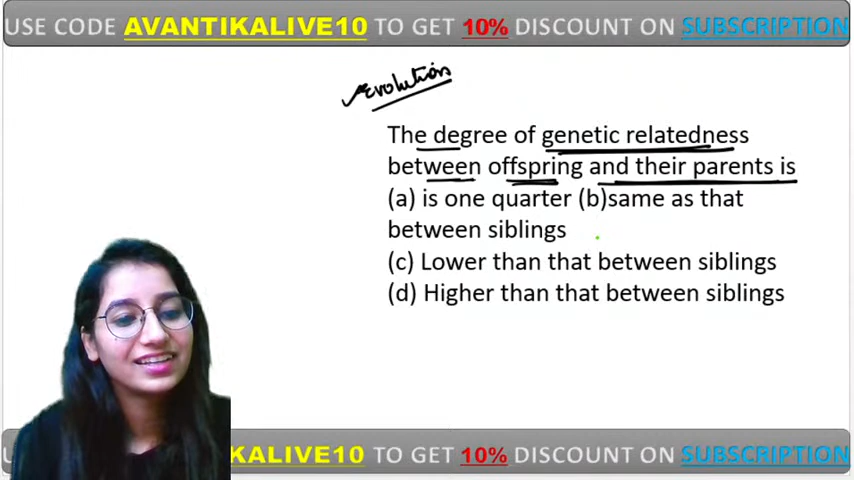 USE CODE AVANTIKALIVE10 TO GET 10% DISCOUNT ON SUBSCRIPTION
evolution
The degree of genetic relatedness
between offspring and their parents is
(a) is one quarter (b)same as that
between siblings
(c) Lower than that between siblings
(d) Higher than that between siblings
KALIVE10 TO GET 10% DISCOUNT ON SUBSCRIPTION